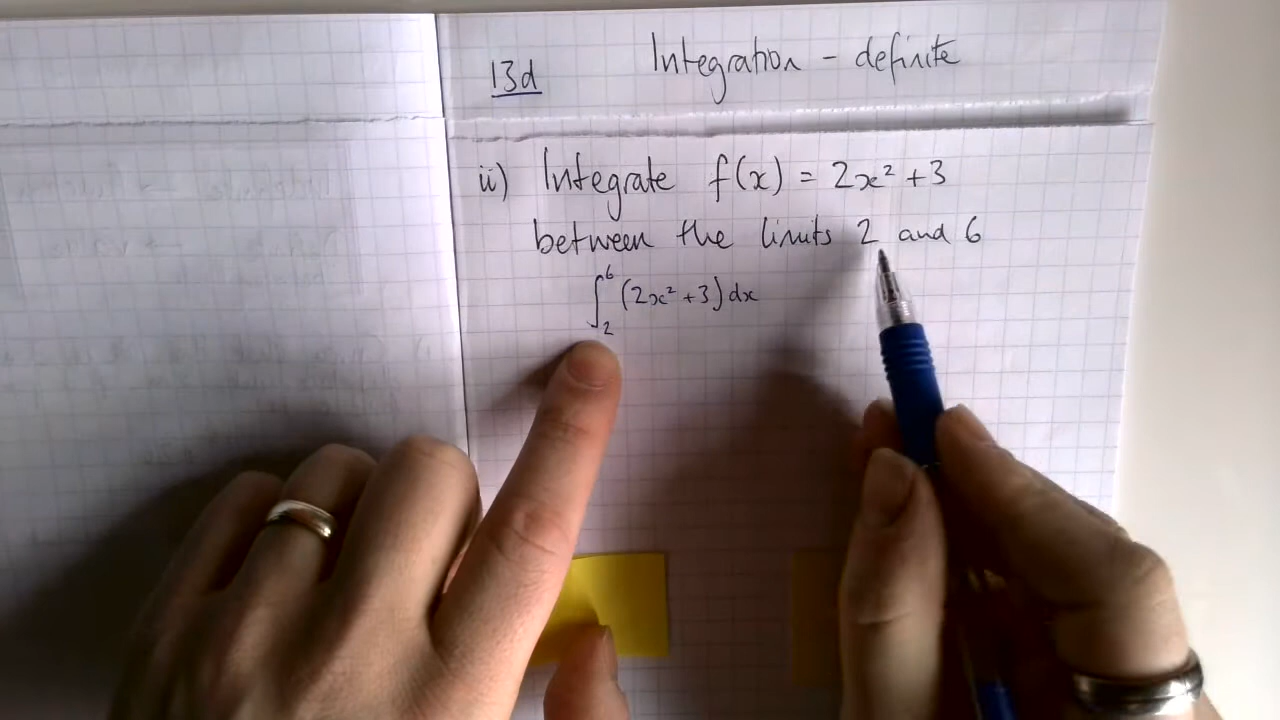 13d Integration - definite
ii) Integrate f(x) = 2x² + 3
between the limits 2 and 6
∫₂⁶ (2x² + 3) dx